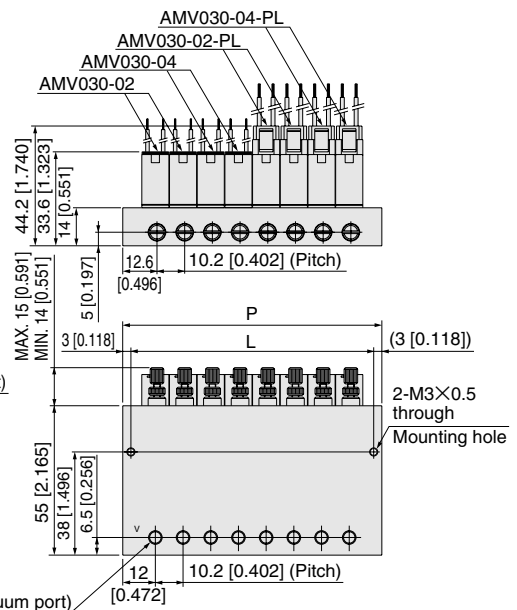 AMV030-04-PL
AMV030-02-PL
AMV030-04
AMV030-02
44.2 [1.740]
33.6 [1.323]
14 [0.551]
12.6
[0.496]
10.2 [0.402] (Pitch)
5 [0.197]
MAX. 15 [0.591]
MIN. 14 [0.551]
P
3 [0.118]
L
(3 [0.118])
2-M3×0.5
through
Mounting hole
55 [2.165]
38 [1.496]
6.5 [0.256]
v
12
[0.472]
10.2 [0.402] (Pitch)
uum port)